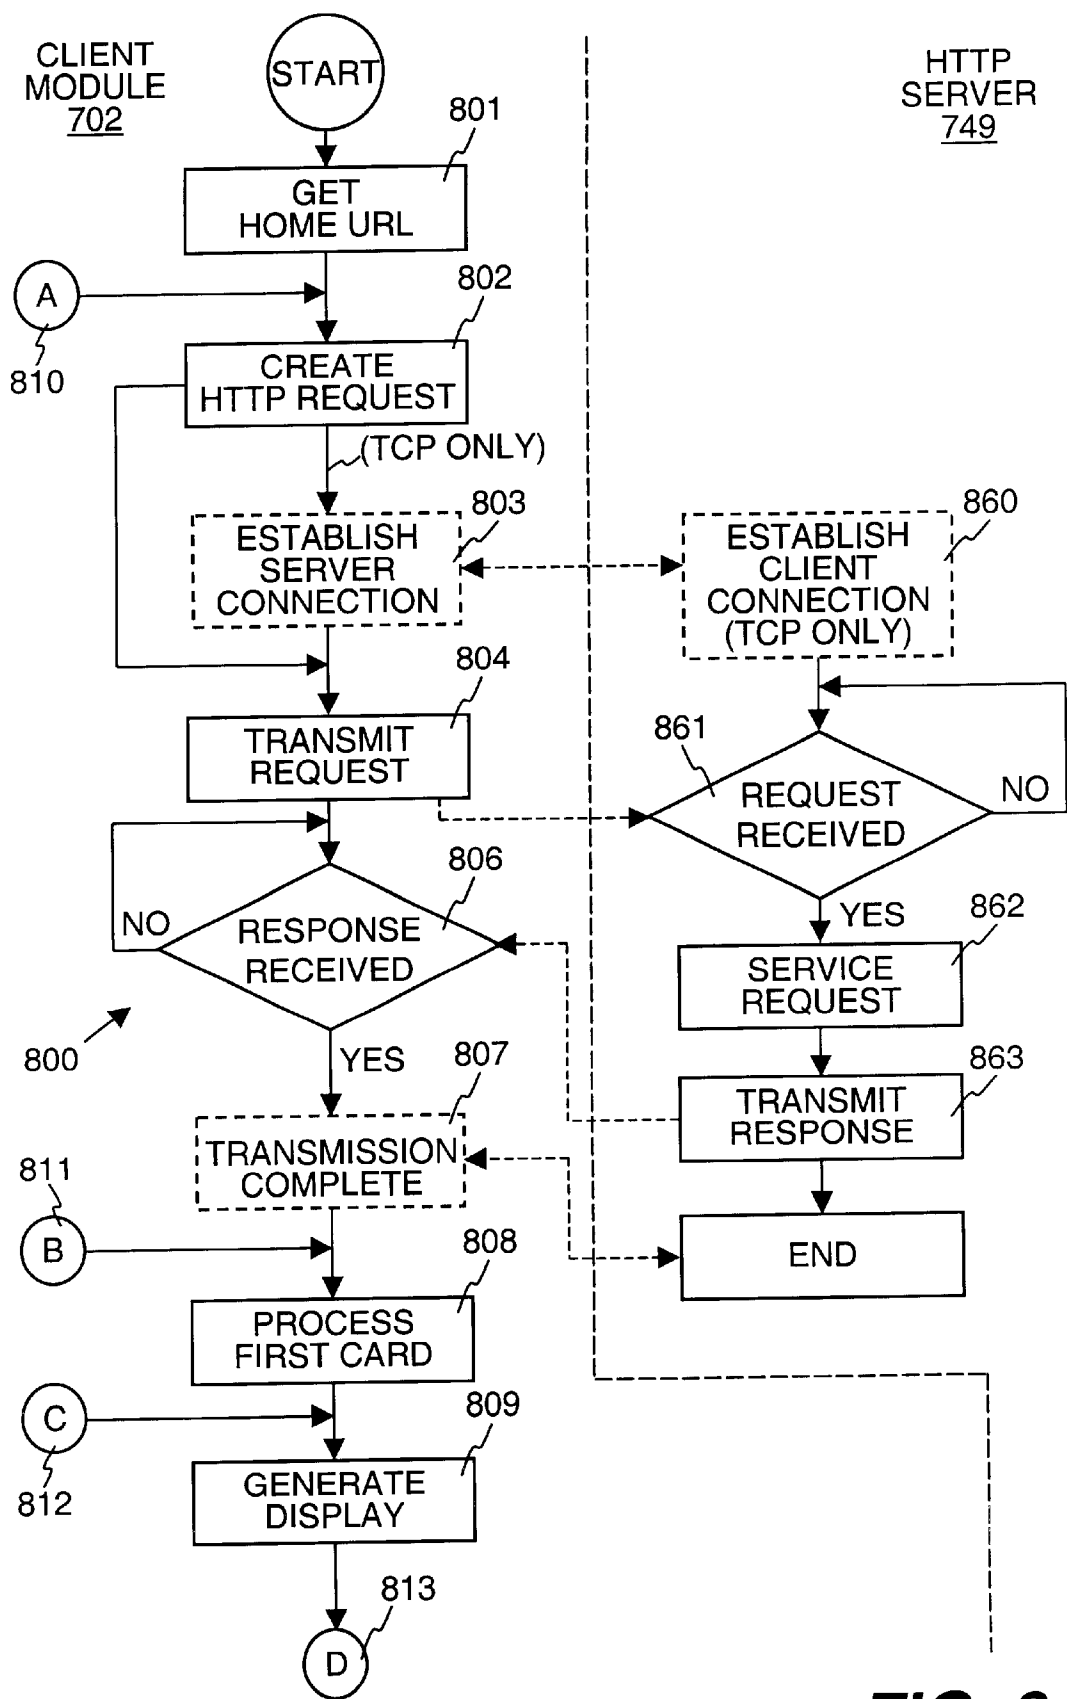 CLIENT
MODULE
702
START
HTTP
SERVER
749
801
GET
HOME URL
A
810
802
CREATE
HTTP REQUEST
(TCP ONLY)
803
ESTABLISH
SERVER
CONNECTION
860
ESTABLISH
CLIENT
CONNECTION
(TCP ONLY)
804
TRANSMIT
REQUEST
861
REQUEST
RECEIVED
NO
YES
806
RESPONSE
RECEIVED
NO
YES
862
SERVICE
REQUEST
800
807
TRANSMISSION
COMPLETE
863
TRANSMIT
RESPONSE
811
B
END
808
PROCESS
FIRST CARD
C
812
809
GENERATE
DISPLAY
813
D